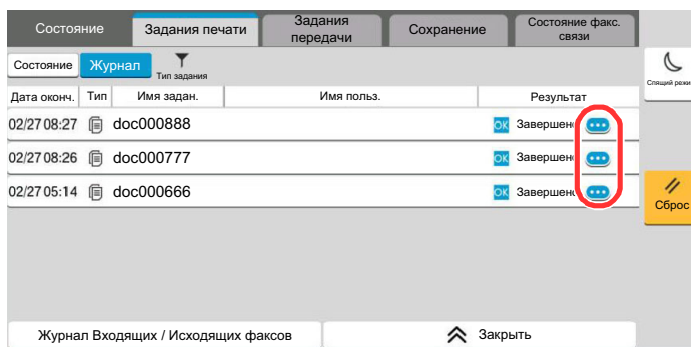 Состояние
Задания печати
Задания
передачи
Сохранение
Состояние факс.
связи
Состояние
Журнал
Тип задания
Спящий режи
Дата оконч. Тип Имя задан. Имя польз. Результат
02/27 08:27 doc000888 OK Завершено
02/27 08:26 doc000777 OK Завершено
02/27 05:14 doc000666 OK Завершено
Сброс
Журнал Входящих / Исходящих факсов
Закрыть